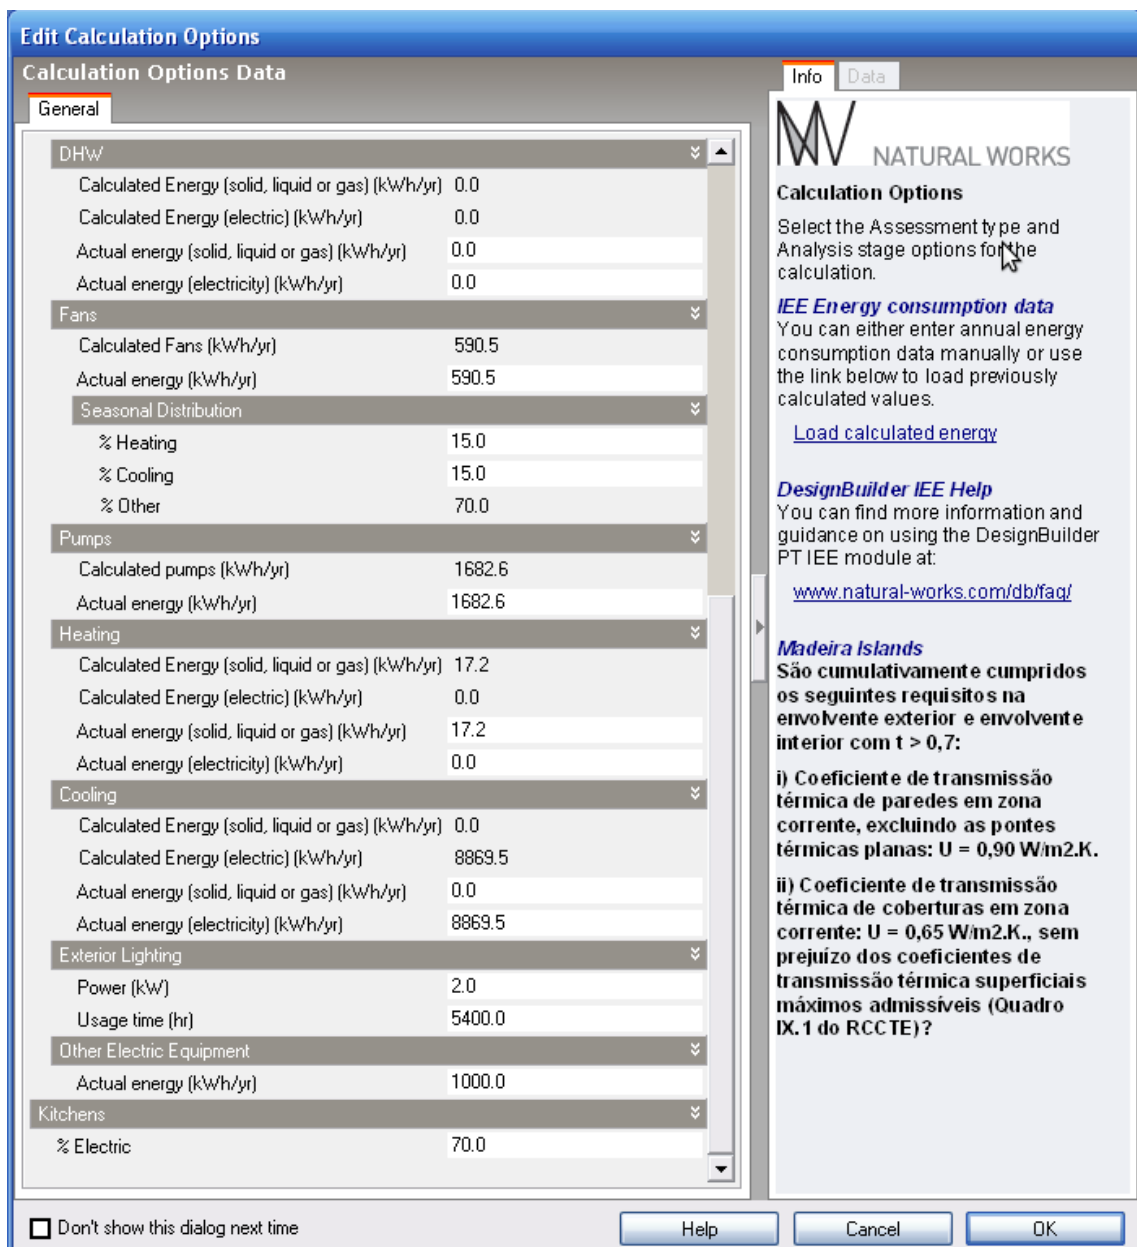 Edit Calculation Options
Calculation Options Data
General
DHW
Calculated Energy (solid, liquid or gas) (kWh/yr) 0.0
Calculated Energy (electric) (kWh/yr) 0.0
Actual energy (solid, liquid or gas) (kWh/yr) 0.0
Actual energy (electricity) (kWh/yr) 0.0
Fans
Calculated Fans (kWh/yr) 590.5
Actual energy (kWh/yr) 590.5
Seasonal Distribution
% Heating 15.0
% Cooling 15.0
% Other 70.0
Pumps
Calculated pumps (kWh/yr) 1682.6
Actual energy (kWh/yr) 1682.6
Heating
Calculated Energy (solid, liquid or gas) (kWh/yr) 17.2
Calculated Energy (electric) (kWh/yr) 0.0
Actual energy (solid, liquid or gas) (kWh/yr) 17.2
Actual energy (electricity) (kWh/yr) 0.0
Cooling
Calculated Energy (solid, liquid or gas) (kWh/yr) 0.0
Calculated Energy (electric) (kWh/yr) 8869.5
Actual energy (solid, liquid or gas) (kWh/yr) 0.0
Actual energy (electricity) (kWh/yr) 8869.5
Exterior Lighting
Power (kW) 2.0
Usage time (hr) 5400.0
Other Electric Equipment
Actual energy (kWh/yr) 1000.0
Kitchens
% Electric 70.0
Info Data
NATURAL WORKS
Calculation Options
Select the Assessment type and
Analysis stage options for the
calculation.
IEE Energy consumption data
You can either enter annual energy
consumption data manually or use
the link below to load previously
calculated values.
Load calculated energy
DesignBuilder IEE Help
You can find more information and
guidance on using the DesignBuilder
PT IEE module at:
www.natural-works.com/db/faq/
Madeira Islands
São cumulativamente cumpridos
os seguintes requisitos na
envolvente exterior e envolvente
interior com t > 0,7:
i) Coeficiente de transmissão
térmica de paredes em zona
corrente, excluindo as pontes
térmicas planas: U = 0,90 W/m2.K.
ii) Coeficiente de transmissão
térmica de coberturas em zona
corrente: U = 0,65 W/m2.K., sem
prejuízo dos coeficientes de
transmissão térmica superficiais
máximos admissíveis (Quadro
IX.1 do RCCTE)?
Don't show this dialog next time
Help Cancel OK